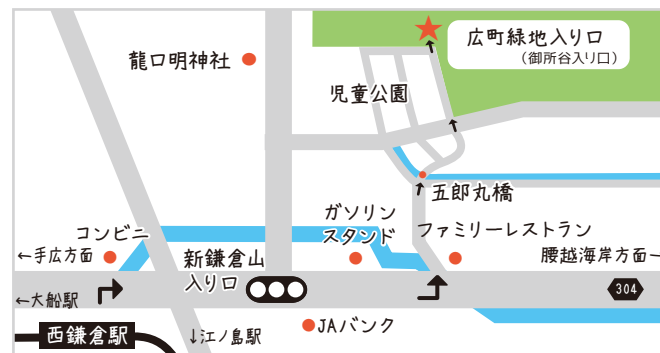 広町緑地入り口
(御所谷入り口)
龍口明神社
児童公園
五郎丸橋
ガソリン
スタンド
ファミリーレストラン
コンビニ
←手広方面
新鎌倉山
入り口
腰越海岸方面→
304
←大船駅
JAバンク
西鎌倉駅
↓江ノ島駅